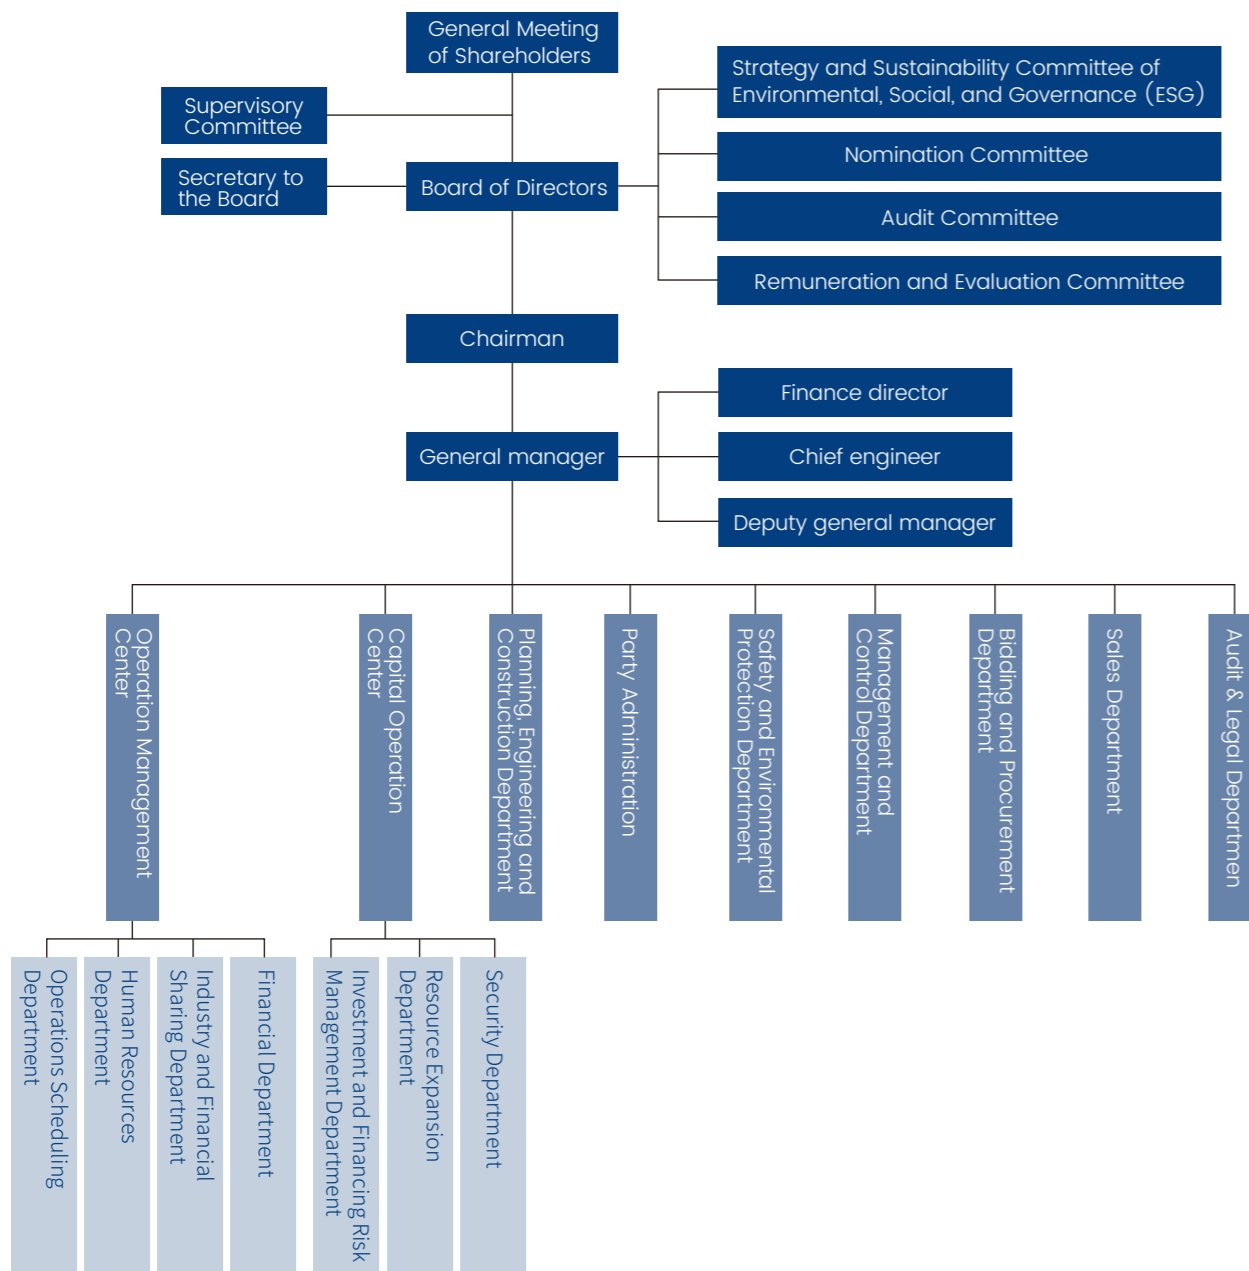 General Meeting
of Shareholders
Strategy and Sustainability Committee of
Environmental, Social, and Governance (ESG)
Supervisory
Committee
Nomination Committee
Secretary to
the Board
Board of Directors
Audit Committee
Remuneration and Evaluation Committee
Chairman
Finance director
General manager
Chief engineer
Deputy general manager
Operation Management
Center
Capital Operation
Center
Planning, Engineering and
Construction Department
Party Administration
Safety and Environmental
Protection Department
Management and
Control Department
Bidding and Procurement
Department
Sales Department
Audit & Legal Departmen
Operations Scheduling
Department
Human Resources
Department
Industry and Financial
Sharing Department
Financial Department
Investment and Financing Risk
Management Department
Resource Expansion
Department
Security Department